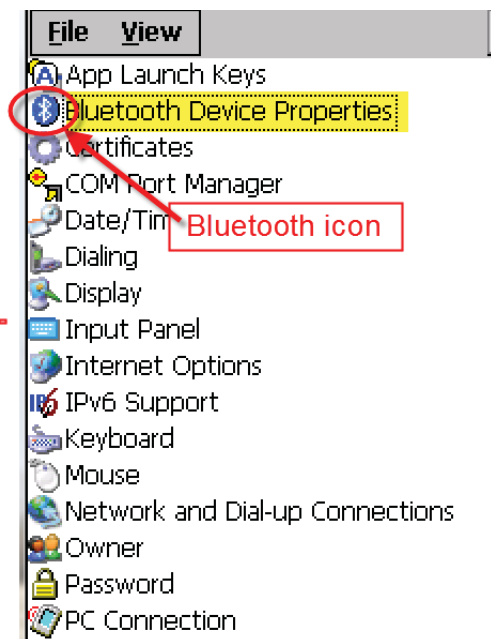 File View
App Launch Keys
Bluetooth Device Properties
Certificates
COM Port Manager
Date/Tim
Bluetooth icon
Dialing
Display
Input Panel
Internet Options
IPv6 Support
Keyboard
Mouse
Network and Dial-up Connections
Owner
Password
PC Connection